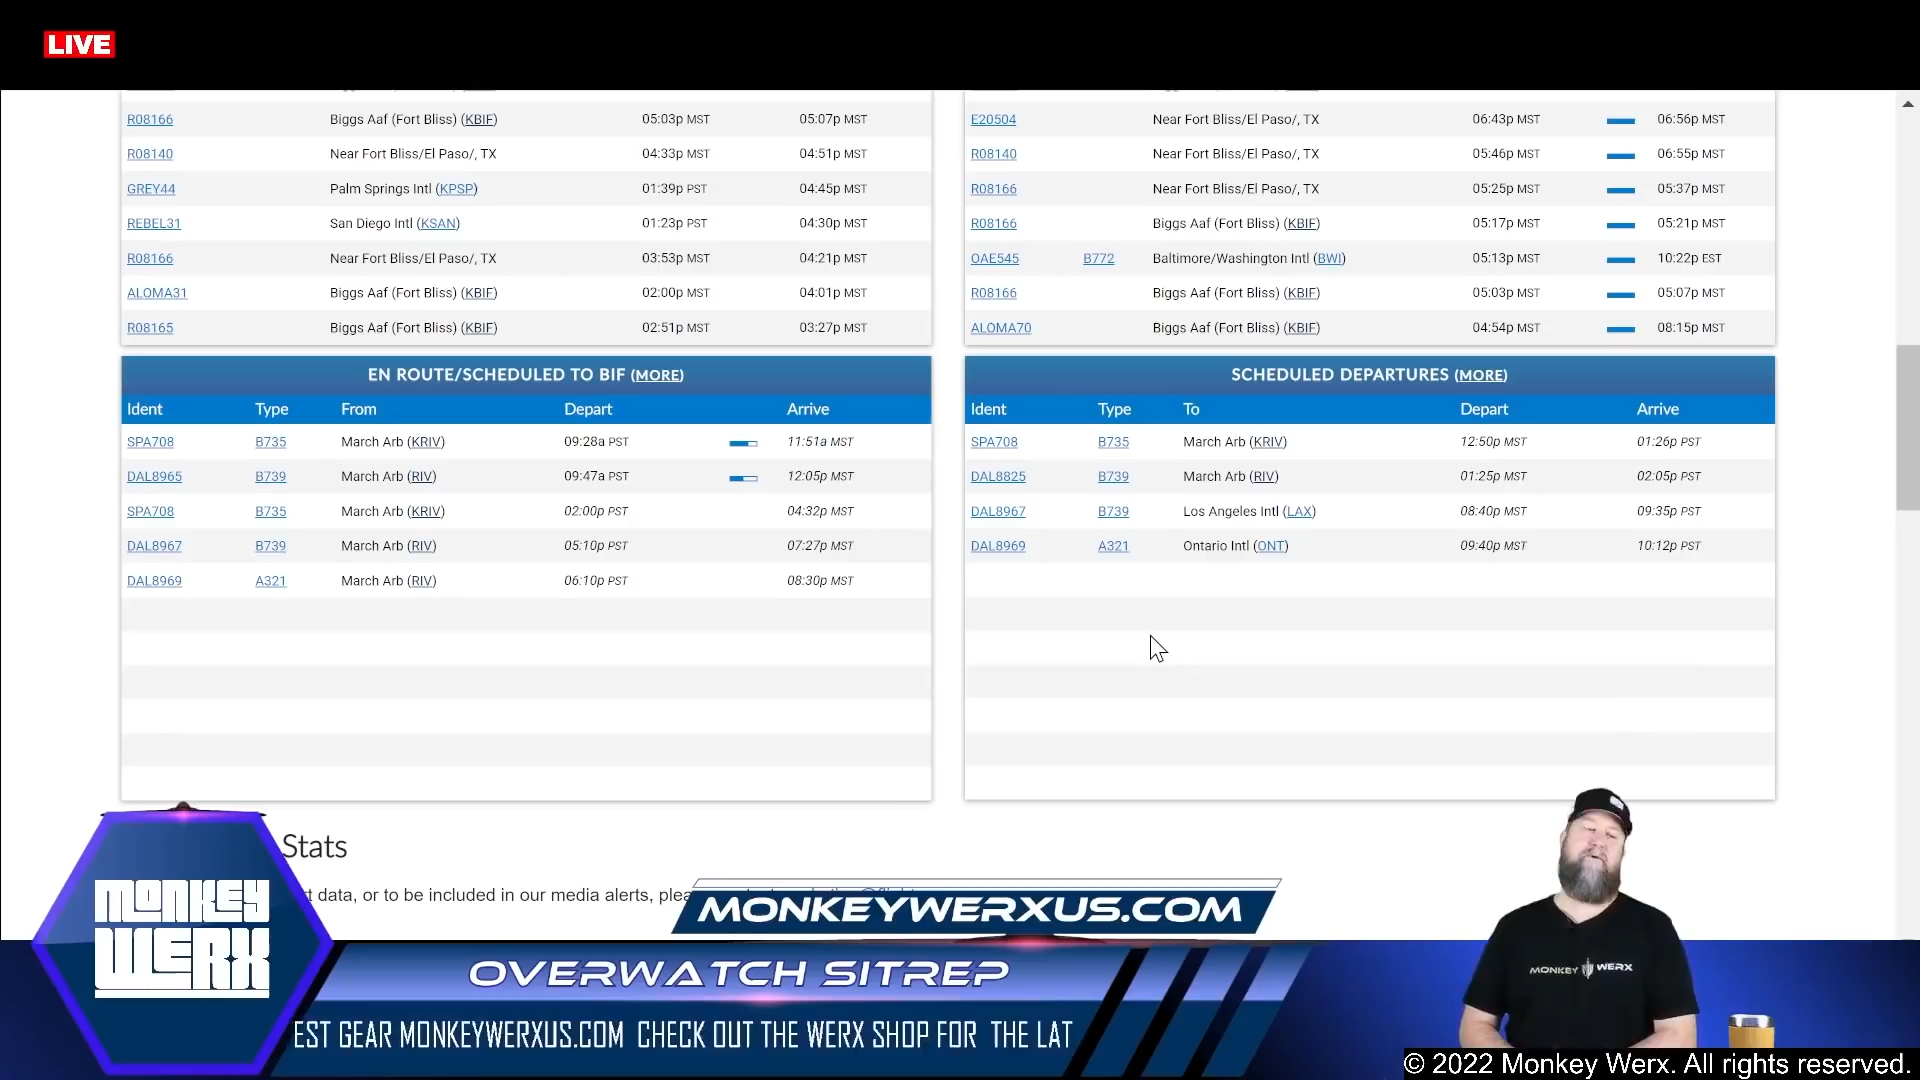 LIVE
R08166 Biggs Aaf (Fort Bliss) (KBIF) 05:03p MST 05:07p MST
R08140 Near Fort Bliss/El Paso/, TX 04:33p MST 04:51p MST
GREY44 Palm Springs Intl (KPSP) 01:39p PST 04:45p MST
REBEL31 San Diego Intl (KSAN) 01:23p PST 04:30p MST
R08166 Near Fort Bliss/El Paso/, TX 03:53p MST 04:21p MST
ALOMA31 Biggs Aaf (Fort Bliss) (KBIF) 02:00p MST 04:01p MST
R08165 Biggs Aaf (Fort Bliss) (KBIF) 02:51p MST 03:27p MST
E20504 Near Fort Bliss/El Paso/, TX 06:43p MST 06:56p MST
R08140 Near Fort Bliss/El Paso/, TX 05:46p MST 06:55p MST
R08166 Near Fort Bliss/El Paso/, TX 05:25p MST 05:37p MST
R08166 Biggs Aaf (Fort Bliss) (KBIF) 05:17p MST 05:21p MST
OAE545 B772 Baltimore/Washington Intl (BWI) 05:13p MST 10:22p EST
R08166 Biggs Aaf (Fort Bliss) (KBIF) 05:03p MST 05:07p MST
ALOMA70 Biggs Aaf (Fort Bliss) (KBIF) 04:54p MST 08:15p MST
EN ROUTE/SCHEDULED TO BIF (MORE)
Ident Type From Depart Arrive
SPA708 B735 March Arb (KRIV) 09:28a PST 11:51a MST
DAL8965 B739 March Arb (RIV) 09:47a PST 12:05p MST
SPA708 B735 March Arb (KRIV) 02:00p PST 04:32p MST
DAL8967 B739 March Arb (RIV) 05:10p PST 07:27p MST
DAL8969 A321 March Arb (RIV) 06:10p PST 08:30p MST
SCHEDULED DEPARTURES (MORE)
Ident Type To Depart Arrive
SPA708 B735 March Arb (KRIV) 12:50p MST 01:26p PST
DAL8825 B739 March Arb (RIV) 01:25p MST 02:05p PST
DAL8967 B739 Los Angeles Intl (LAX) 08:40p MST 09:35p PST
DAL8969 A321 Ontario Intl (ONT) 09:40p MST 10:12p PST
Stats
t data, or to be included in our media alerts, plea
MONKEY
WERX
MONKEYWERXUS.COM
OVERWATCH SITREP
EST GEAR MONKEYWERXUS.COM CHECK OUT THE WERX SHOP FOR THE LAT
MONKEY WERX
© 2022 Monkey Werx. All rights reserved.